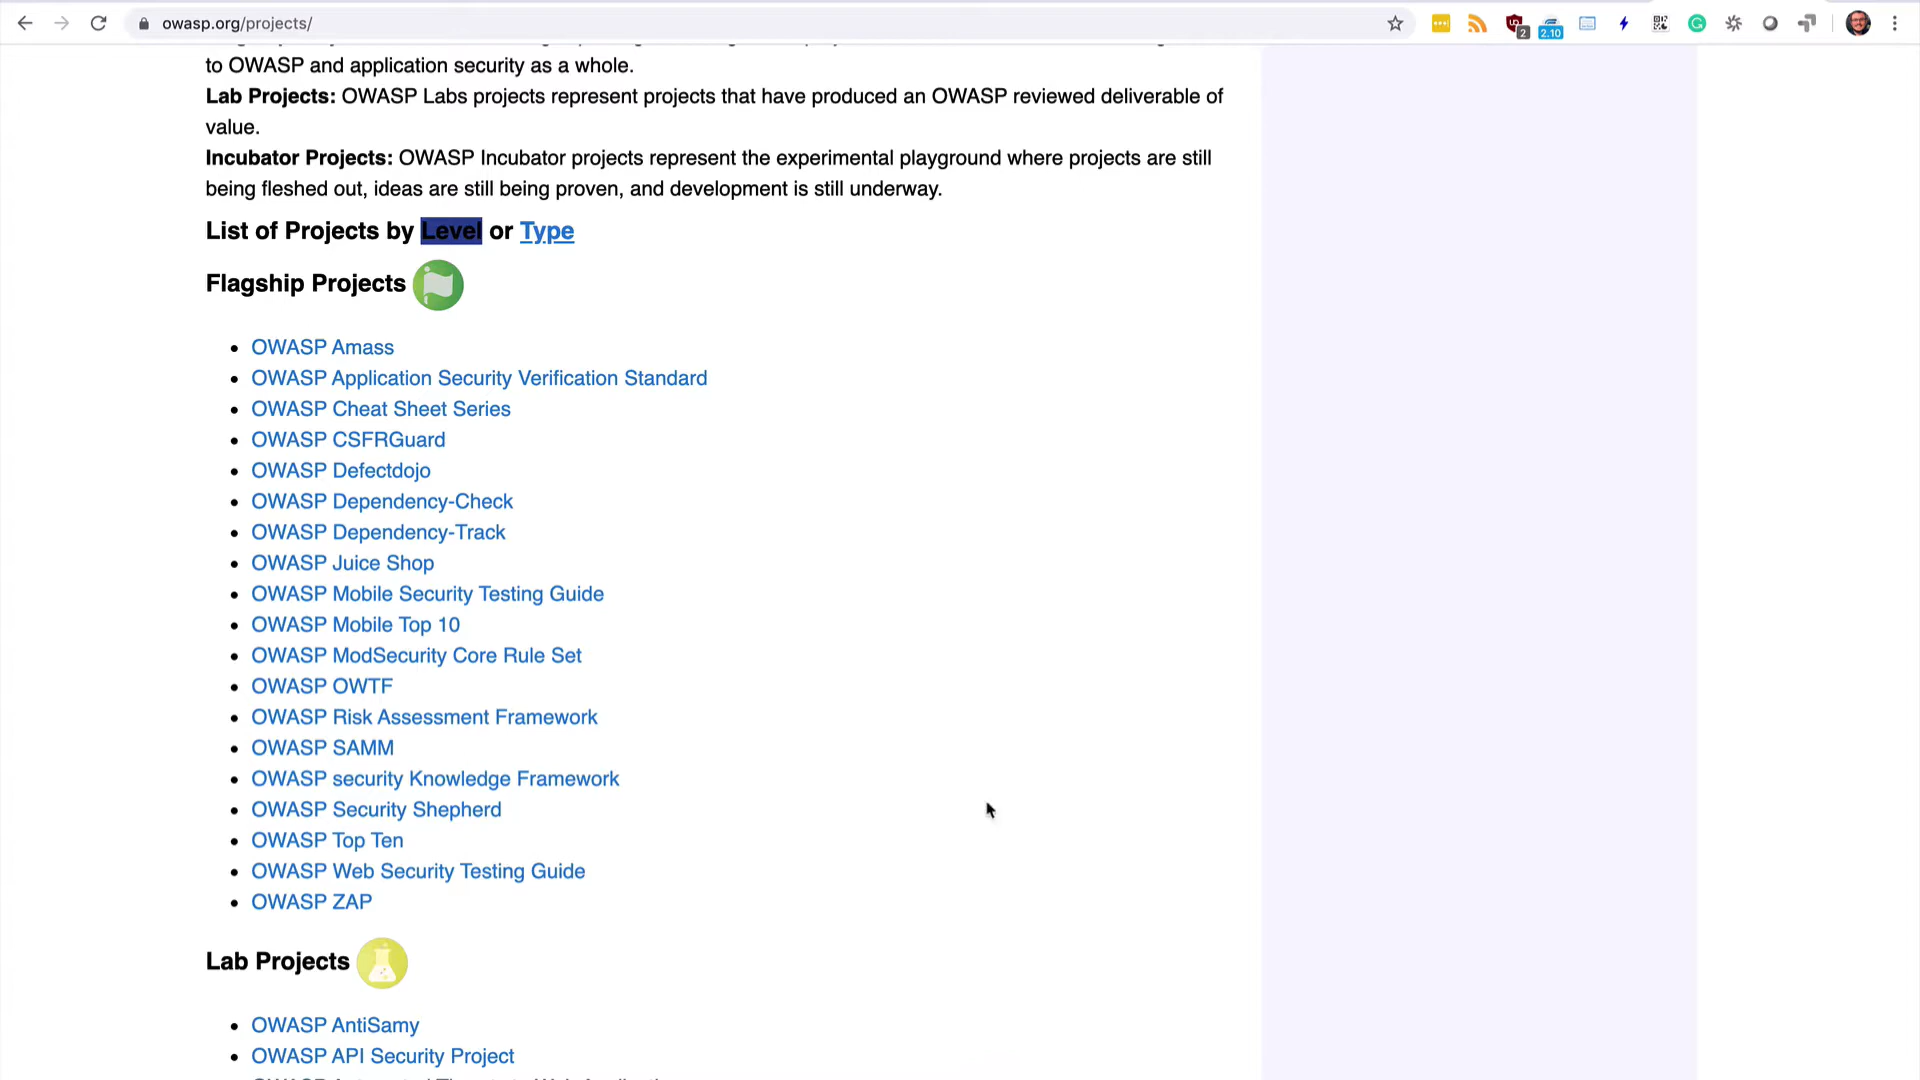 owasp.org/projects/
2
2.10
to OWASP and application security as a whole.
Lab Projects: OWASP Labs projects represent projects that have produced an OWASP reviewed deliverable of
value.
Incubator Projects: OWASP Incubator projects represent the experimental playground where projects are still
being fleshed out, ideas are still being proven, and development is still underway.
List of Projects by Level or Type
Flagship Projects
OWASP Amass
OWASP Application Security Verification Standard
OWASP Cheat Sheet Series
OWASP CSFRGuard
OWASP Defectdojo
OWASP Dependency-Check
OWASP Dependency-Track
OWASP Juice Shop
OWASP Mobile Security Testing Guide
OWASP Mobile Top 10
OWASP ModSecurity Core Rule Set
OWASP OWTF
OWASP Risk Assessment Framework
OWASP SAMM
OWASP security Knowledge Framework
OWASP Security Shepherd
OWASP Top Ten
OWASP Web Security Testing Guide
OWASP ZAP
Lab Projects
OWASP AntiSamy
OWASP API Security Project